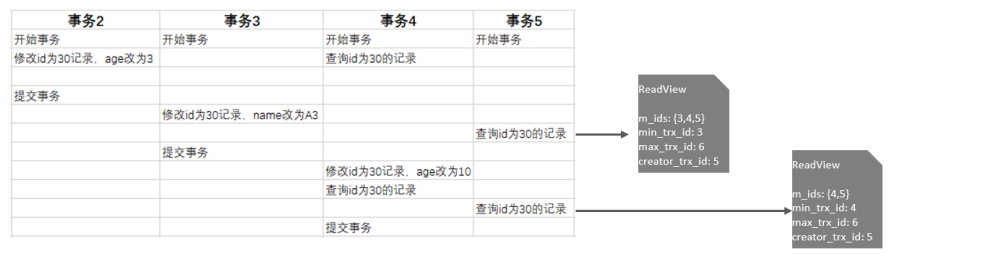 事务2 事务3 事务4 事务5
开始事务 开始事务 开始事务 开始事务
修改id为30记录，age改为3 查询id为30的记录
提交事务
修改id为30记录，name改为A3
查询id为30的记录
提交事务
修改id为30记录，age改为10
查询id为30的记录
查询id为30的记录
提交事务
ReadView
m_ids: {3,4,5}
min_trx_id: 3
max_trx_id: 6
creator_trx_id: 5
ReadView
m_ids: {4,5}
min_trx_id: 4
max_trx_id: 6
creator_trx_id: 5